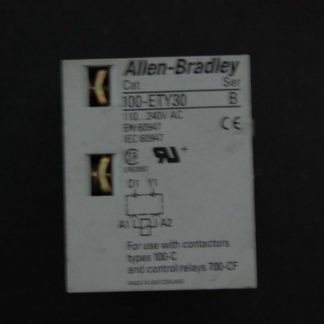 Allen-Bradley
Cat Ser
100-ETY30 B
110...240V AC
EN 60947
IEC 60947
D1 Y1
A1 A2
For use with contactors
types 100-C
and control relays 700-CF